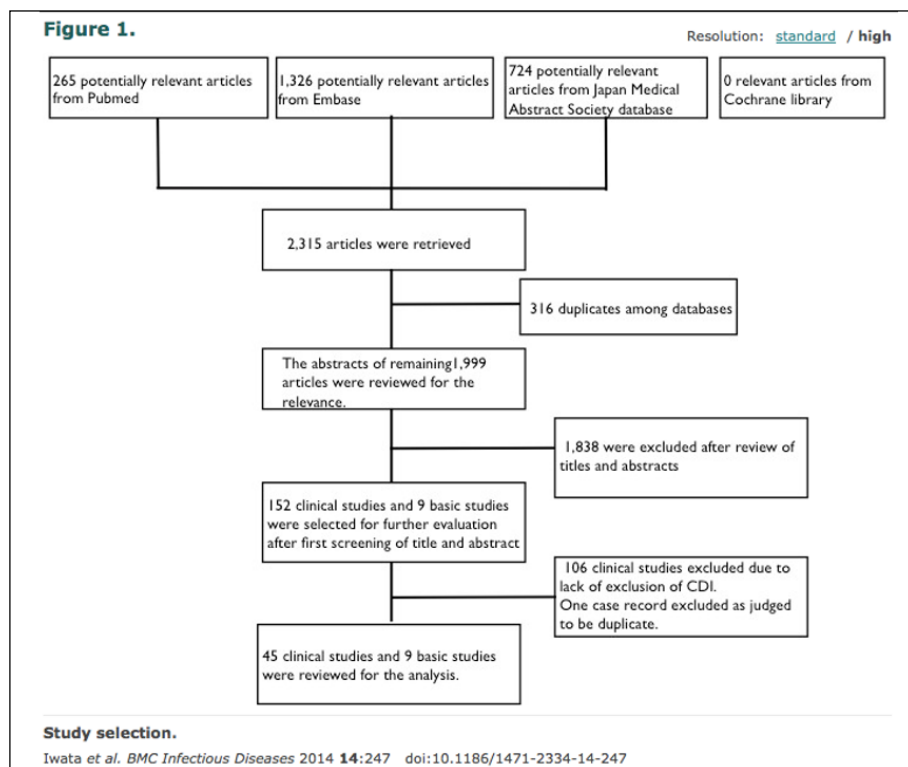 Figure 1.
Resolution: standard / high
265 potentially relevant articles
from Pubmed
1,326 potentially relevant articles
from Embase
724 potentially relevant
articles from Japan Medical
Abstract Society database
0 relevant articles from
Cochrane library
2,315 articles were retrieved
316 duplicates among databases
The abstracts of remaining1,999
articles were reviewed for the
relevance.
1,838 were excluded after review of
titles and abstracts
152 clinical studies and 9 basic studies
were selected for further evaluation
after first screening of title and abstract
106 clinical studies excluded due to
lack of exclusion of CDI.
One case record excluded as judged
to be duplicate.
45 clinical studies and 9 basic studies
were reviewed for the analysis.
Study selection.
Iwata et al. BMC Infectious Diseases 2014 14:247 doi:10.1186/1471-2334-14-247